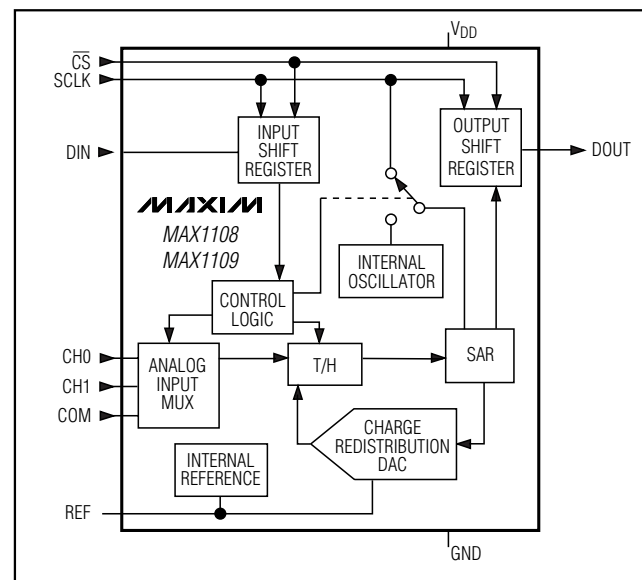 VDD
CS
SCLK
DIN
INPUT
SHIFT
REGISTER
OUTPUT
SHIFT
REGISTER
DOUT
MAXIM
MAX1108
MAX1109
INTERNAL
OSCILLATOR
CONTROL
LOGIC
CH0
CH1
COM
ANALOG
INPUT
MUX
T/H
SAR
CHARGE
REDISTRIBUTION
DAC
INTERNAL
REFERENCE
REF
GND